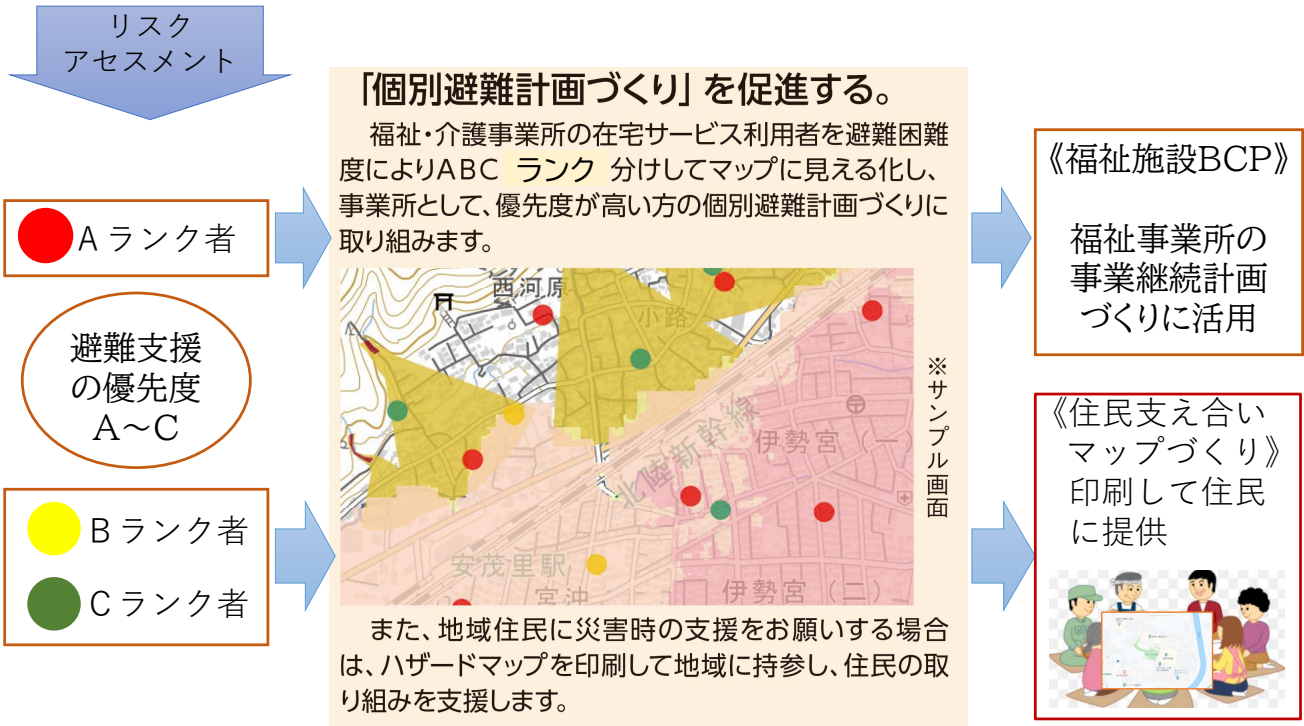 リスク
アセスメント
Aランク者
避難支援
の優先度
A～C
Bランク者
Cランク者
「個別避難計画づくり」を促進する。
福祉・介護事業所の在宅サービス利用者を避難困難
度によりABC ランク 分けしてマップに見える化し、
事業所として、優先度が高い方の個別避難計画づくりに
取り組みます。
西河原
小路
北陸新幹線
伊勢宮（一）
安茂里駅
宮沖
伊勢宮（二）
※サンプル画面
また、地域住民に災害時の支援をお願いする場合
は、ハザードマップを印刷して地域に持参し、住民の取
り組みを支援します。
《福祉施設BCP》
福祉事業所の
事業継続計画
づくりに活用
《住民支え合い
マップづくり》
印刷して住民
に提供